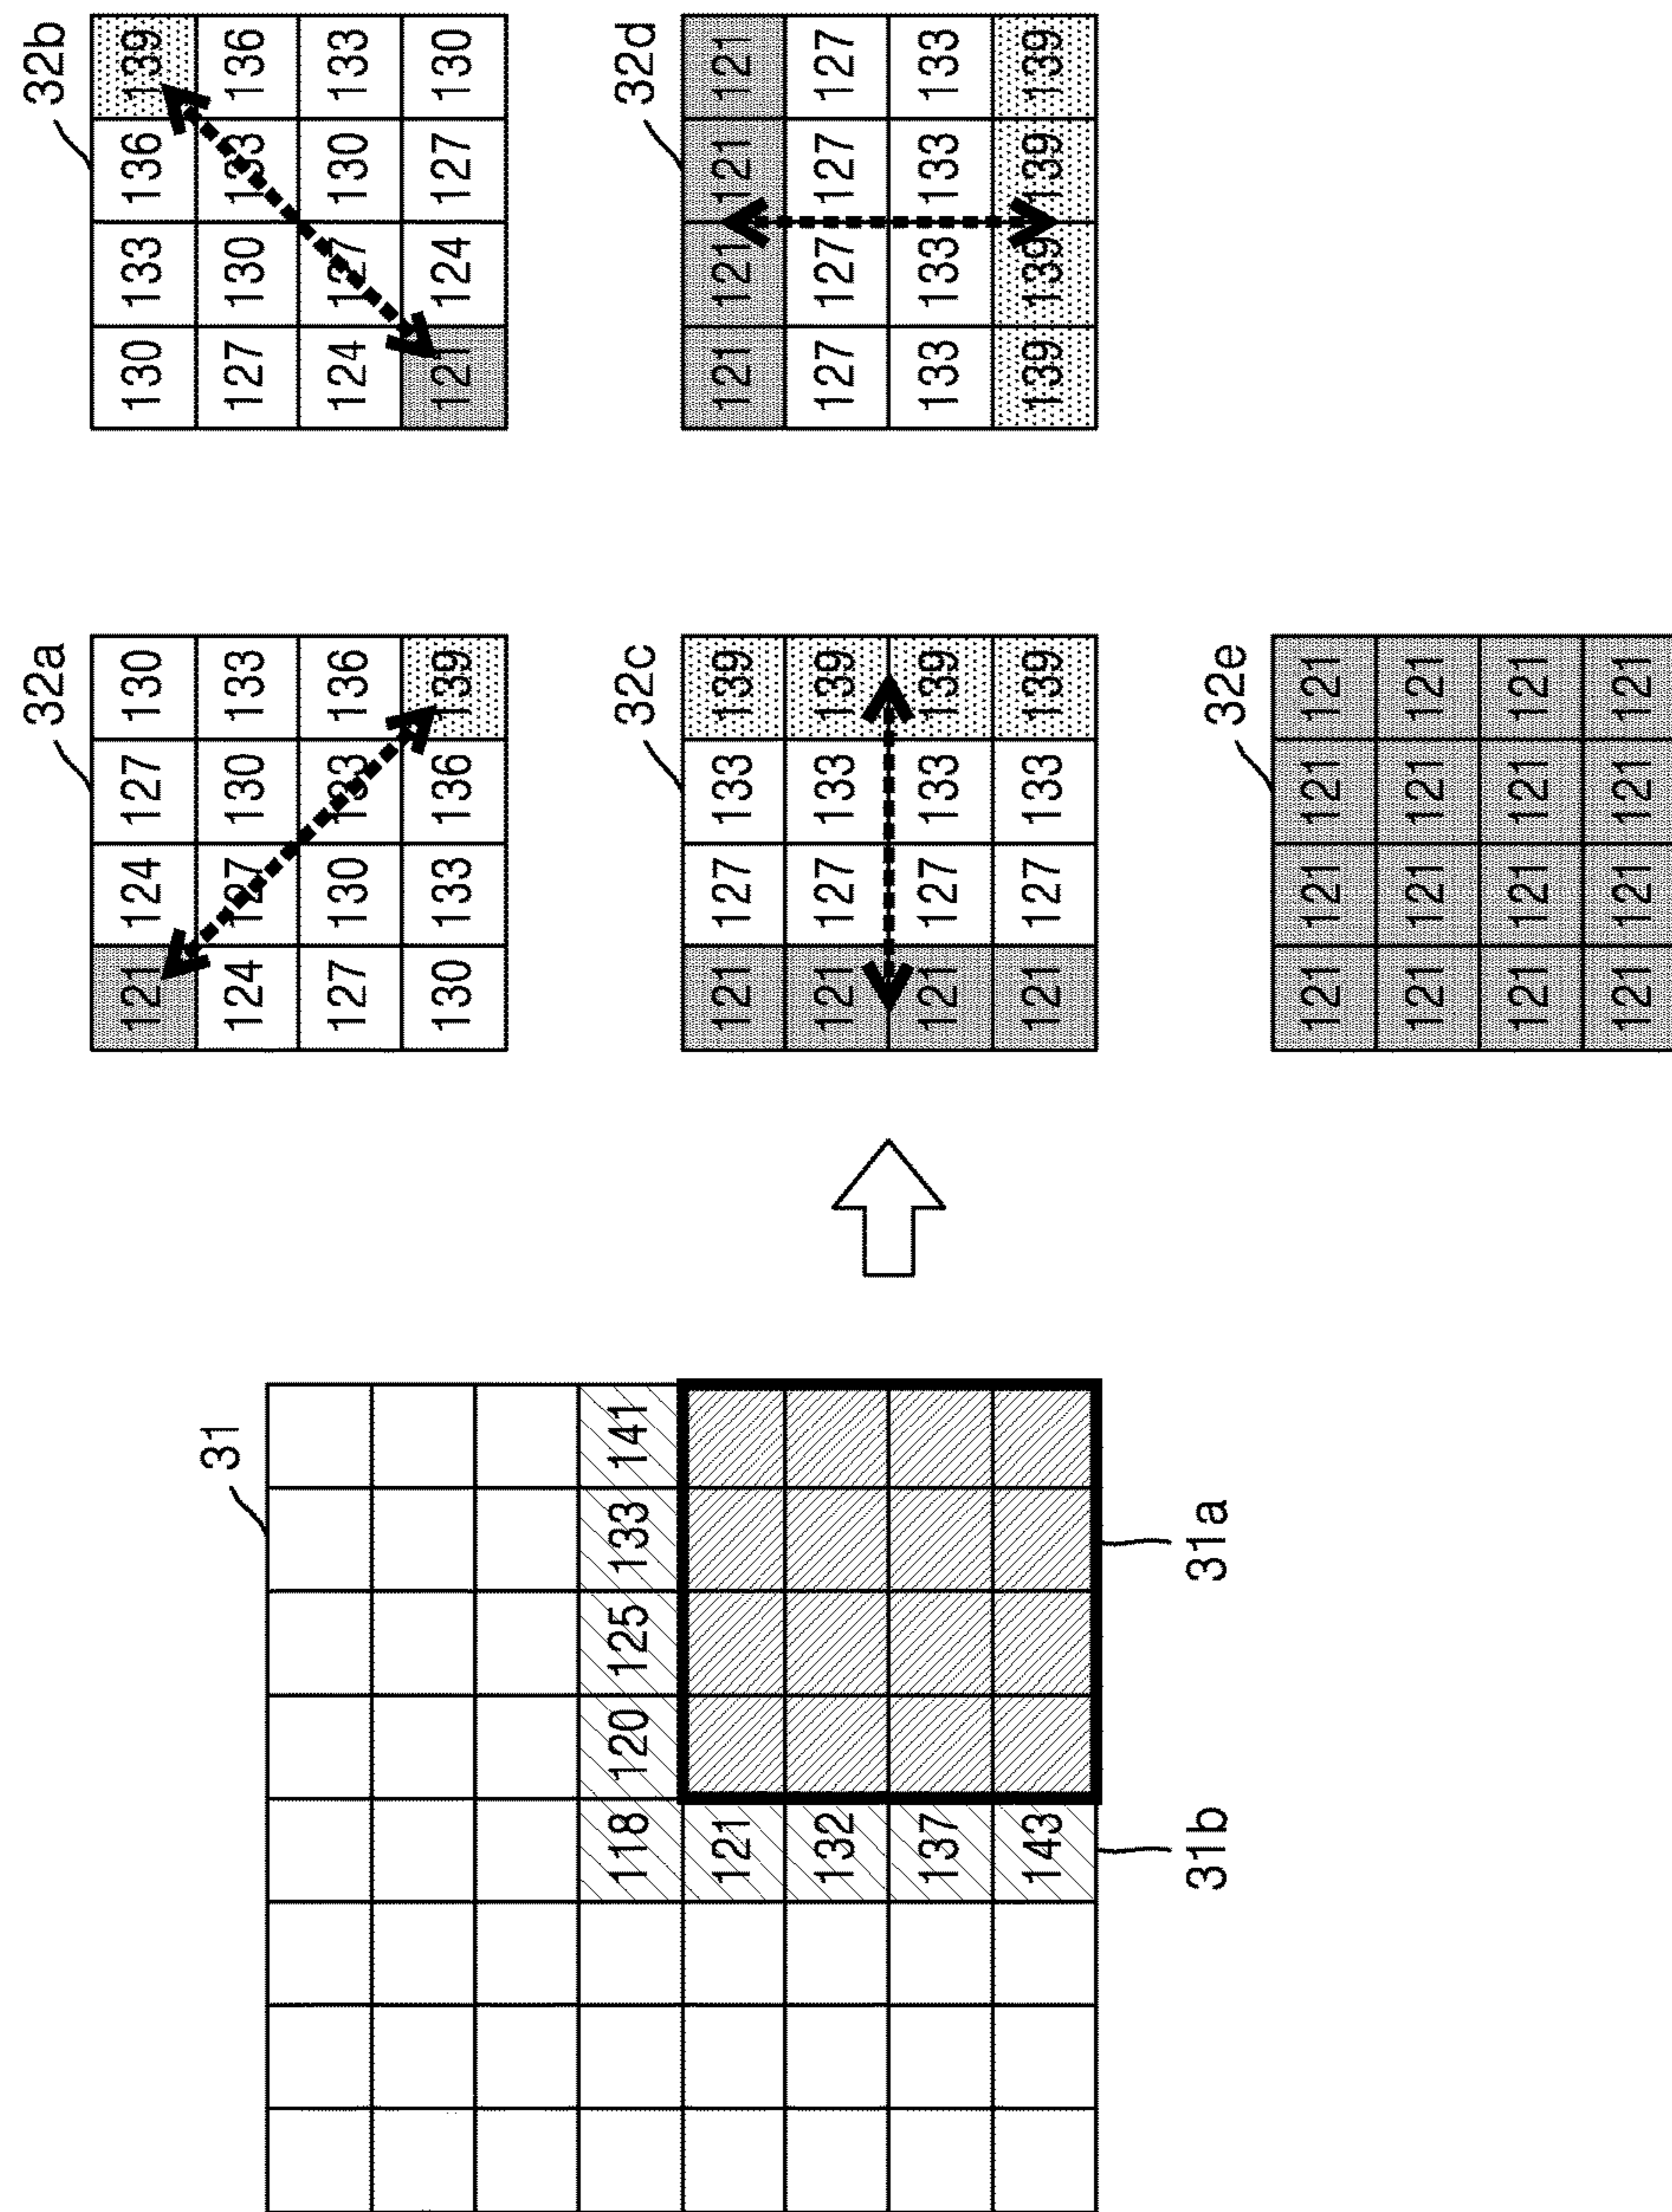 31
118 120 125 133 141
121
132
137
143
31b 31a
32a
121 124 127 130
124 127 130 133
127 130 133 136
130 133 136 139
32b
130 133 136 139
127 130 133 136
124 127 130 133
121 124 127 130
32c
121 127 133 139
121 127 133 139
121 127 133 139
121 127 133 139
32d
121 121 121 121
127 127 127 127
133 133 133 133
139 139 139 139
32e
121 121 121 121
121 121 121 121
121 121 121 121
121 121 121 121